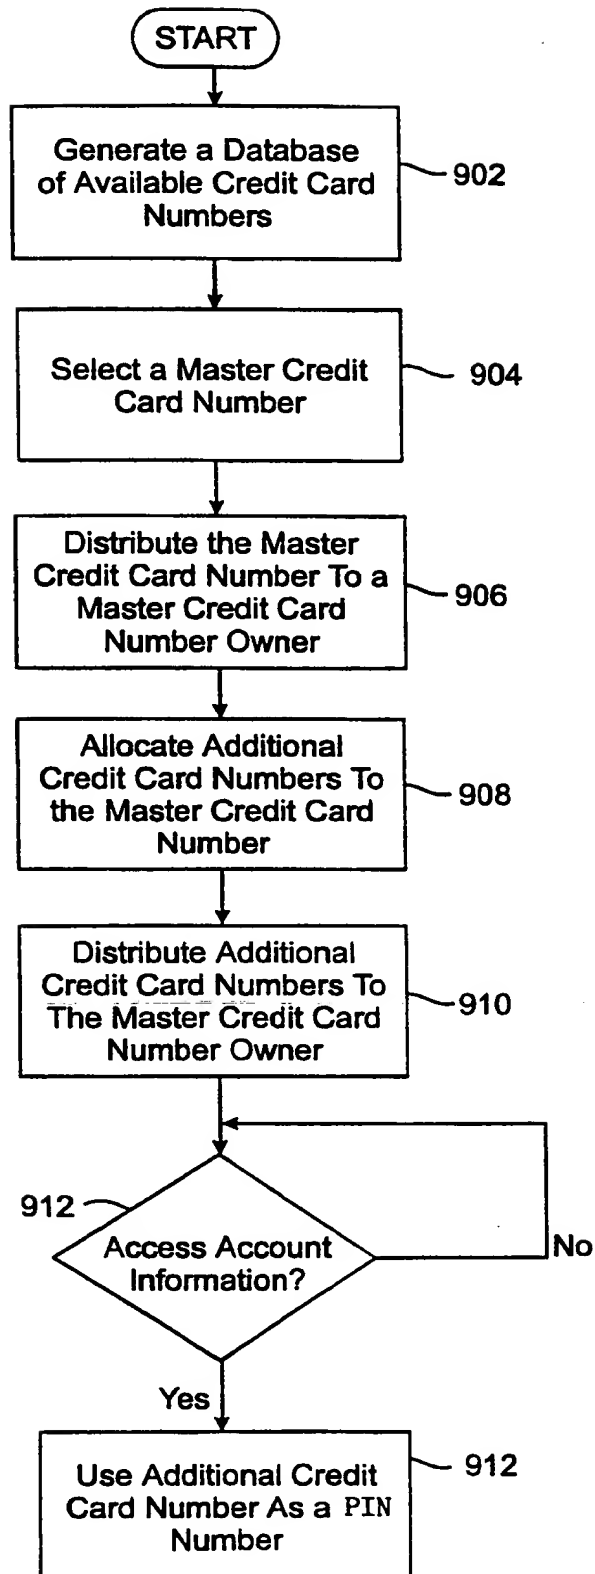 START
Generate a Database
of Available Credit Card
Numbers
902
Select a Master Credit
Card Number
904
Distribute the Master
Credit Card Number To a
Master Credit Card
Number Owner
906
Allocate Additional
Credit Card Numbers To
the Master Credit Card
Number
908
Distribute Additional
Credit Card Numbers To
The Master Credit Card
Number Owner
910
912
Access Account
Information?
No
Yes
Use Additional Credit
Card Number As a PIN
Number
912